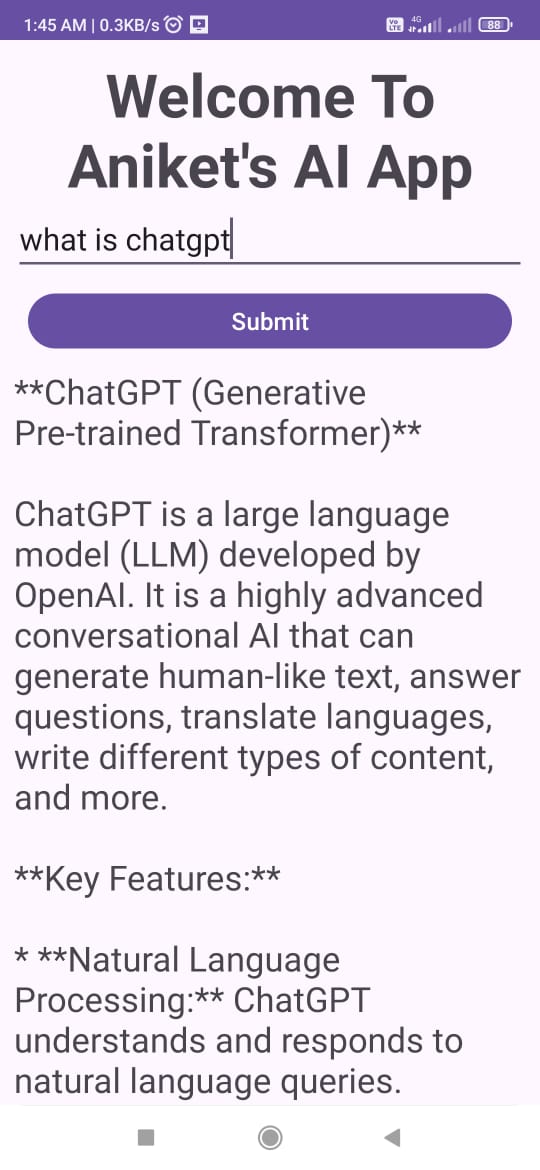 1:45 AM | 0.3KB/s
Vo LTE 4G 88
Welcome To
Aniket's AI App
what is chatgpt
Submit
**ChatGPT (Generative
Pre-trained Transformer)**
ChatGPT is a large language
model (LLM) developed by
OpenAI. It is a highly advanced
conversational AI that can
generate human-like text, answer
questions, translate languages,
write different types of content,
and more.
**Key Features:**
* **Natural Language
Processing:** ChatGPT
understands and responds to
natural language queries.